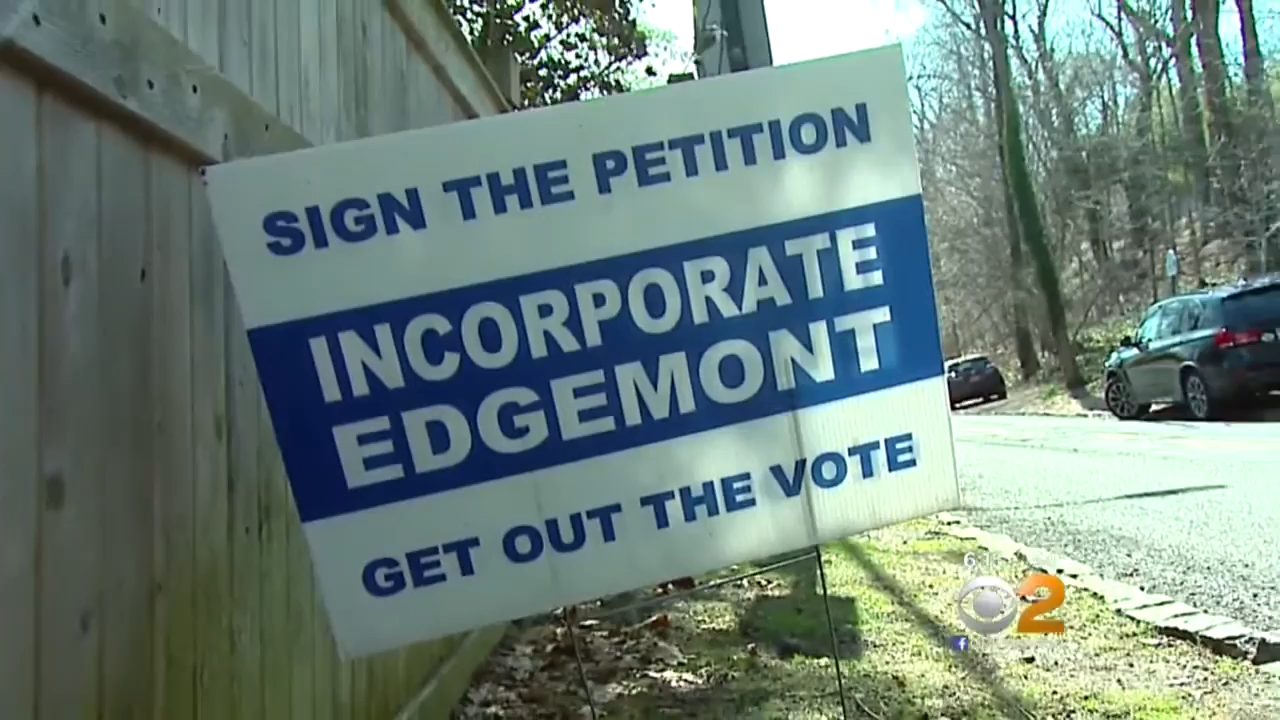 SIGN THE PETITION
INCORPORATE
EDGEMONT
GET OUT THE VOTE
2
f